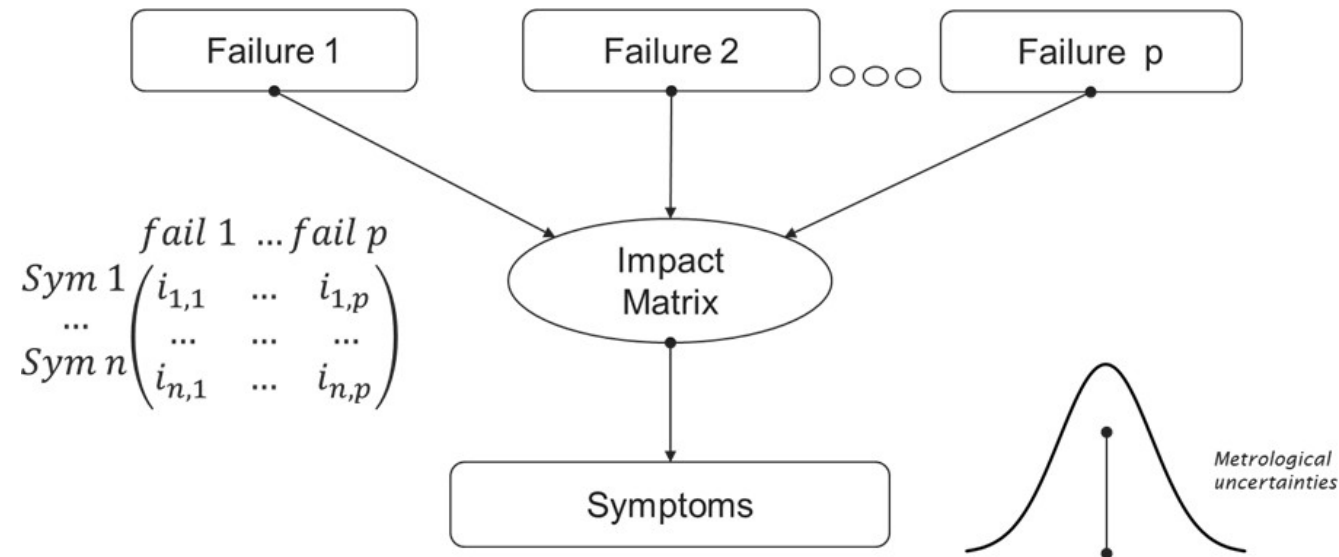 Failure 1
Failure 2
Failure p
fail 1 ... fail p
Sym 1
...
Sym n
i1,1 ... i1,p
... ... ...
in,1 ... in,p
Impact
Matrix
Symptoms
Metrological
uncertainties